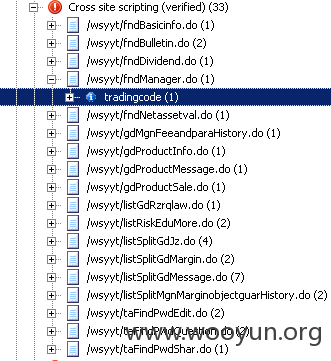 Cross site scripting (verified) (33)
/wsyyt/fndBasicinfo.do (1)
/wsyyt/fndBulletin.do (2)
/wsyyt/fndDividend.do (1)
/wsyyt/fndManager.do (1)
tradingcode (1)
/wsyyt/fndNetassetval.do (1)
/wsyyt/gdMgnFeeandparaHistory.do (2)
/wsyyt/gdProductInfo.do (1)
/wsyyt/gdProductMessage.do (1)
/wsyyt/gdProductSale.do (1)
/wsyyt/listGdRzrqlaw.do (1)
/wsyyt/listRiskEduMore.do (2)
/wsyyt/listSplitGdJz.do (4)
/wsyyt/listSplitGdMargin.do (2)
/wsyyt/listSplitGdMessage.do (7)
/wsyyt/listSplitMgnMarginobjectguarHistory.do (2)
/wsyyt/taFindPwdEdit.do (2)
/wsyyt/taFindPwdQuestion.do (1)
/wsyyt/taFindPwdShar.do (1)
www.wooyun.org